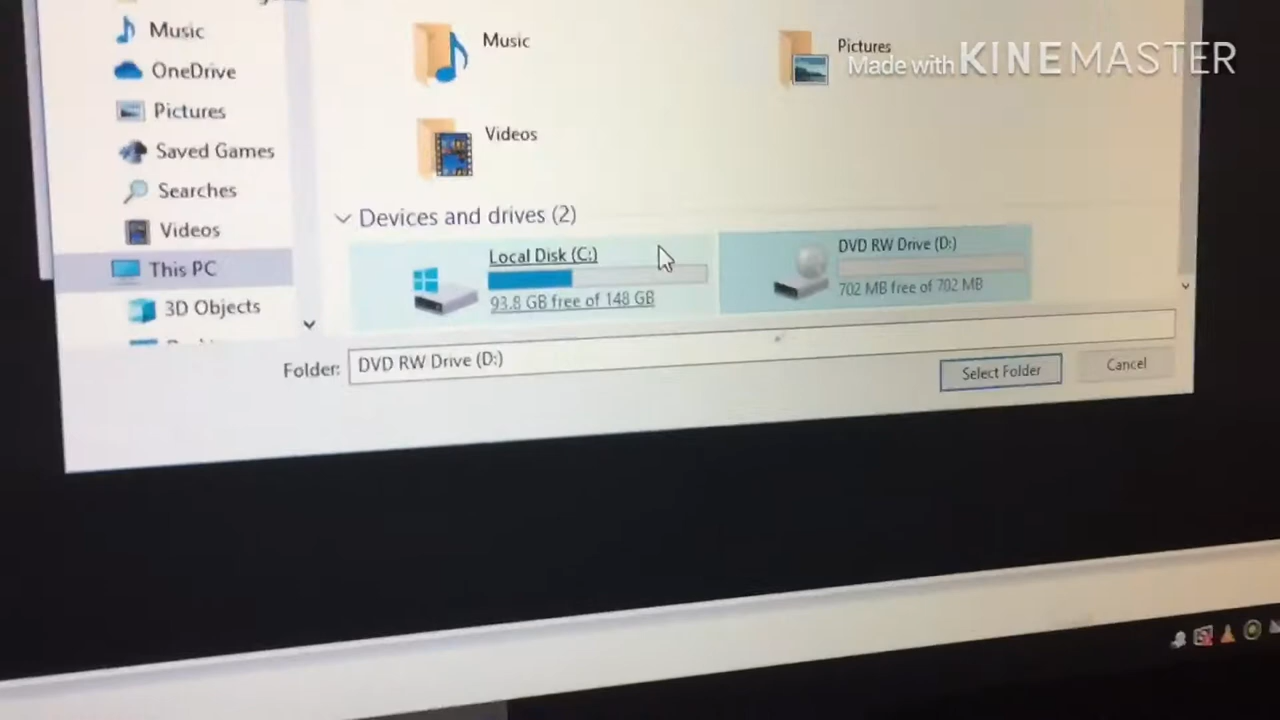 Music
OneDrive
Pictures
Saved Games
Searches
Videos
This PC
3D Objects
Music
Pictures
Made with KINEMASTER
Videos
Devices and drives (2)
Local Disk (C:)
93.8 GB free of 148 GB
DVD RW Drive (D:)
702 MB free of 702 MB
Folder: DVD RW Drive (D:)
Select Folder Cancel